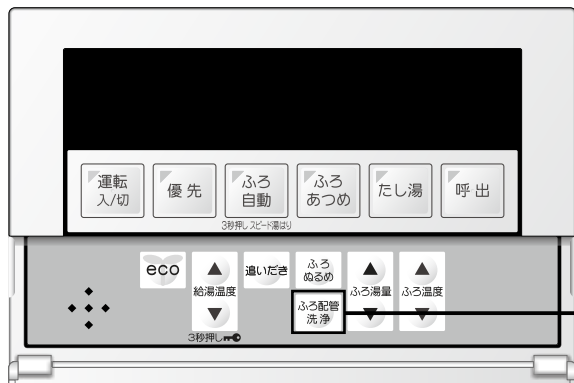 運転
入/切
優先
ふろ
自動
ふろ
あつめ
たし湯
呼出
3秒押し スピード湯はり
eco
給湯温度
3秒押し
追いだき
ふろ
ぬるめ
ふろ配管
洗浄
ふろ湯量
ふろ温度